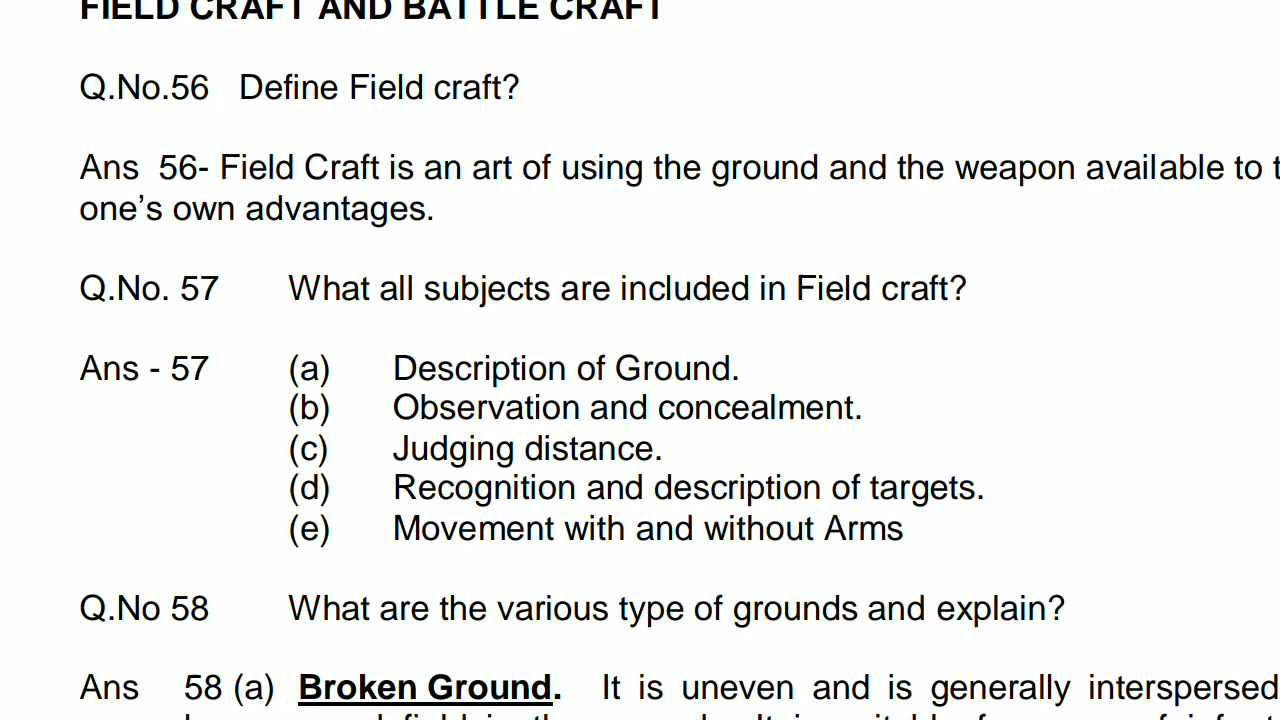 FIELD CRAFT AND BATTLE CRAFT
Q.No.56 Define Field craft?
Ans 56- Field Craft is an art of using the ground and the weapon available to
one’s own advantages.
Q.No. 57 What all subjects are included in Field craft?
Ans - 57 (a) Description of Ground.
(b) Observation and concealment.
(c) Judging distance.
(d) Recognition and description of targets.
(e) Movement with and without Arms
Q.No 58 What are the various type of grounds and explain?
Ans 58 (a) Broken Ground. It is uneven and is generally interspersed